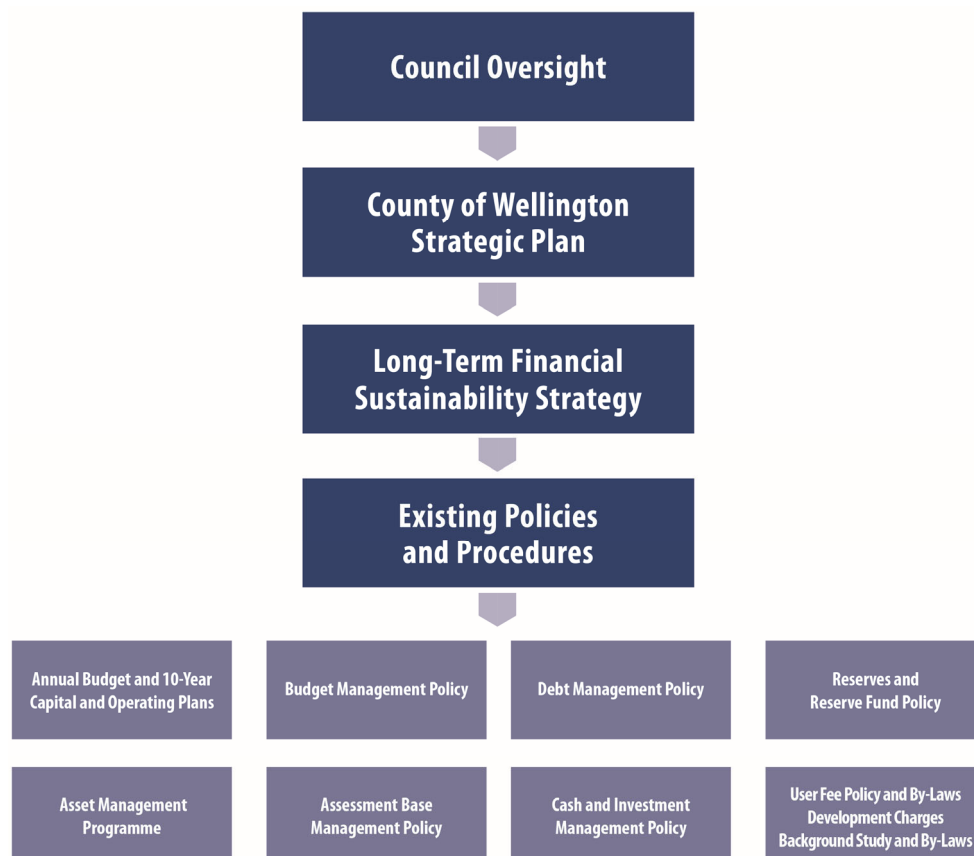 Council Oversight
County of Wellington
Strategic Plan
Long-Term Financial
Sustainability Strategy
Existing Policies
and Procedures
Annual Budget and 10-Year
Capital and Operating Plans
Budget Management Policy
Debt Management Policy
Reserves and
Reserve Fund Policy
Asset Management
Programme
Assessment Base
Management Policy
Cash and Investment
Management Policy
User Fee Policy and By-Laws
Development Charges
Background Study and By-Laws